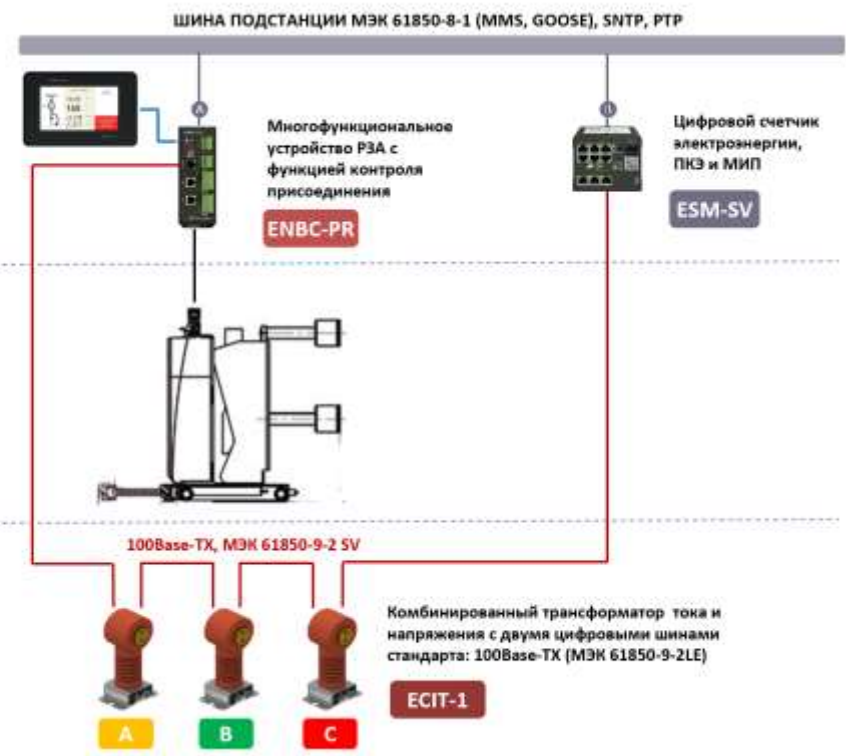 ШИНА ПОДСТАНЦИИ МЭК 61850-8-1 (MMS, GOOSE), SNTP, PTP
Многофункциональное
устройство РЗА с
функцией контроля
присоединения
ENBC-PR
Цифровой счетчик
электроэнергии,
ПКЭ и МИП
ESM-SV
100Base-TX, МЭК 61850-9-2 SV
Комбинированный трансформатор тока и
напряжения с двумя цифровыми шинами
стандарта: 100Base-TX (МЭК 61850-9-2LE)
ECIT-1
A
B
C